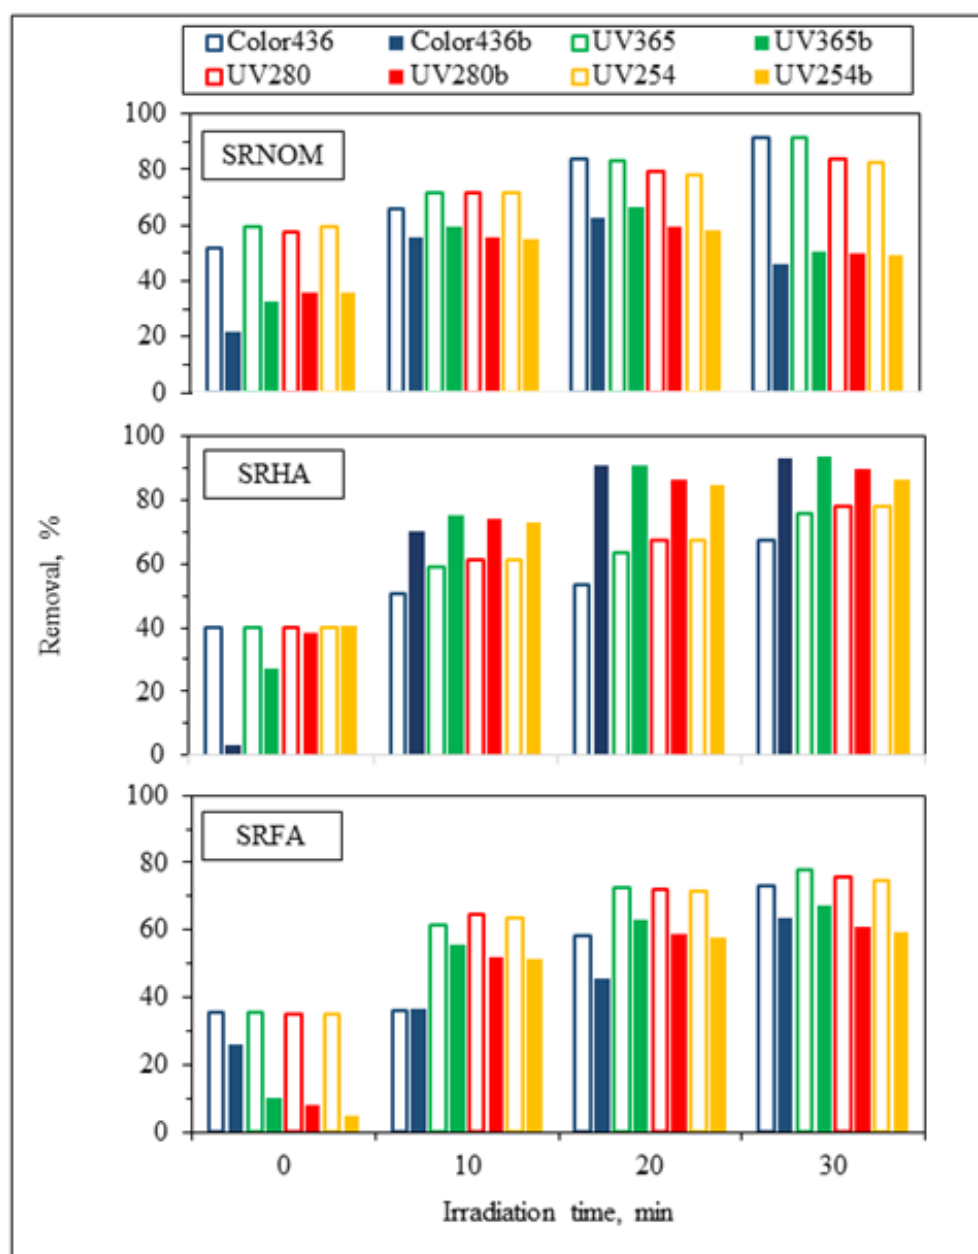 Color436 Color436b UV365 UV365b
UV280 UV280b UV254 UV254b
100
80
60
40
20
0
SRNOM
100
80
60
40
20
0
SRHA
Removal, %
100
80
60
40
20
0
SRFA
0 10 20 30
Irradiation time, min